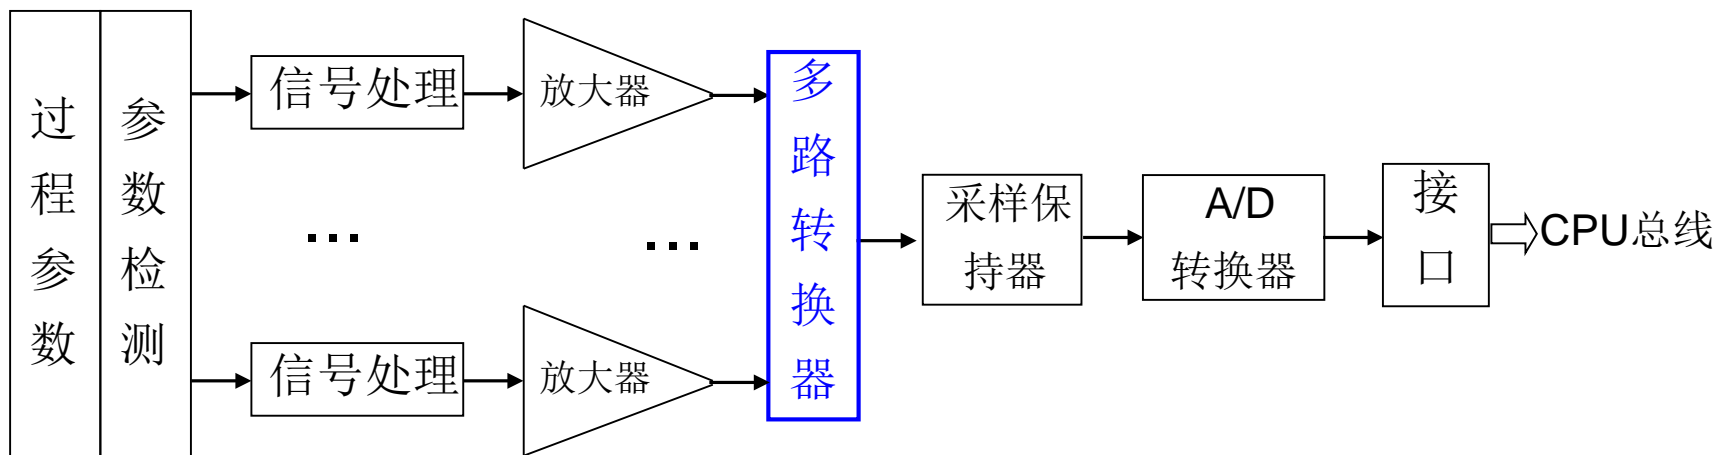 过程参数
参数检测
信号处理
放大器
...
...
信号处理
放大器
多路转换器
采样保
持器
A/D
转换器
接口
CPU总线